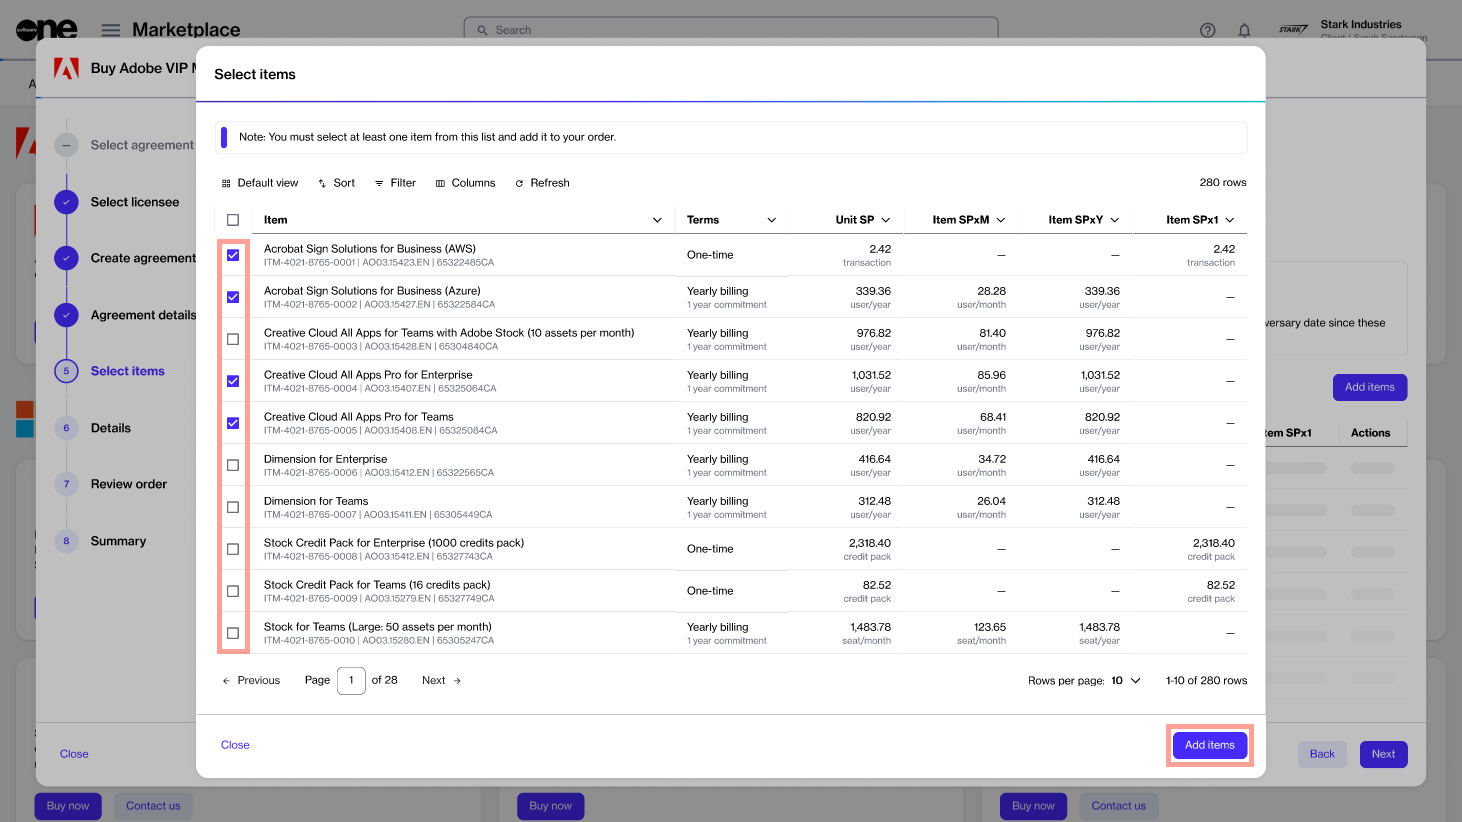 software one
Marketplace
Search
STARK
Stark Industries
Client | Sarah Sanderson
Buy Adobe VIP
Select items
Note: You must select at least one item from this list and add it to your order.
Default view
Sort
Filter
Columns
Refresh
280 rows
Item
Terms
Unit SP
Item SPxM
Item SPxY
Item SPx1
Acrobat Sign Solutions for Business (AWS)
ITM-4021-8765-0001 | AO03.15423.EN | 65322485CA
One-time
2.42
transaction
—
—
2.42
transaction
Acrobat Sign Solutions for Business (Azure)
ITM-4021-8765-0002 | AO03.15427.EN | 65322584CA
Yearly billing
1 year commitment
339.36
user/year
28.28
user/month
339.36
user/year
—
Creative Cloud All Apps for Teams with Adobe Stock (10 assets per month)
ITM-4021-8765-0003 | AO03.15428.EN | 65304840CA
Yearly billing
1 year commitment
976.82
user/year
81.40
user/month
976.82
user/year
—
Creative Cloud All Apps Pro for Enterprise
ITM-4021-8765-0004 | AO03.15407.EN | 65325064CA
Yearly billing
1 year commitment
1,031.52
user/year
85.96
user/month
1,031.52
user/year
—
Creative Cloud All Apps Pro for Teams
ITM-4021-8765-0005 | AO03.15408.EN | 65325084CA
Yearly billing
1 year commitment
820.92
user/year
68.41
user/month
820.92
user/year
—
Dimension for Enterprise
ITM-4021-8765-0006 | AO03.15412.EN | 65322565CA
Yearly billing
1 year commitment
416.64
user/year
34.72
user/month
416.64
user/year
—
Dimension for Teams
ITM-4021-8765-0007 | AO03.15411.EN | 65305449CA
Yearly billing
1 year commitment
312.48
user/year
26.04
user/month
312.48
user/year
—
Stock Credit Pack for Enterprise (1000 credits pack)
ITM-4021-8765-0008 | AO03.15412.EN | 65327743CA
One-time
2,318.40
credit pack
—
—
2,318.40
credit pack
Stock Credit Pack for Teams (16 credits pack)
ITM-4021-8765-0009 | AO03.15279.EN | 65327749CA
One-time
82.52
credit pack
—
—
82.52
credit pack
Stock for Teams (Large: 50 assets per month)
ITM-4021-8765-0010 | AO03.15280.EN | 65305247CA
Yearly billing
1 year commitment
1,483.78
seat/month
123.65
seat/month
1,483.78
seat/year
—
Previous
Page 1 of 28
Next
Rows per page: 10
1-10 of 280 rows
Close
Add items
Select agreement
Select licensee
Create agreement
Agreement details
5 Select items
6 Details
7 Review order
8 Summary
Close
versary date since these
Add items
em SPx1
Actions
Back
Next
Buy now
Contact us
Buy now
Buy now
Contact us